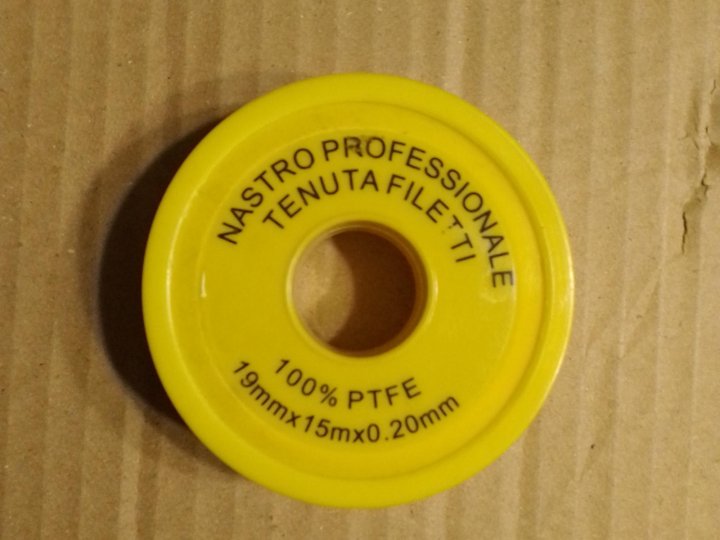 NASTRO PROFESSIONALE
TENUTA FILETTI
100% PTFE
19mmx15mx0.20mm